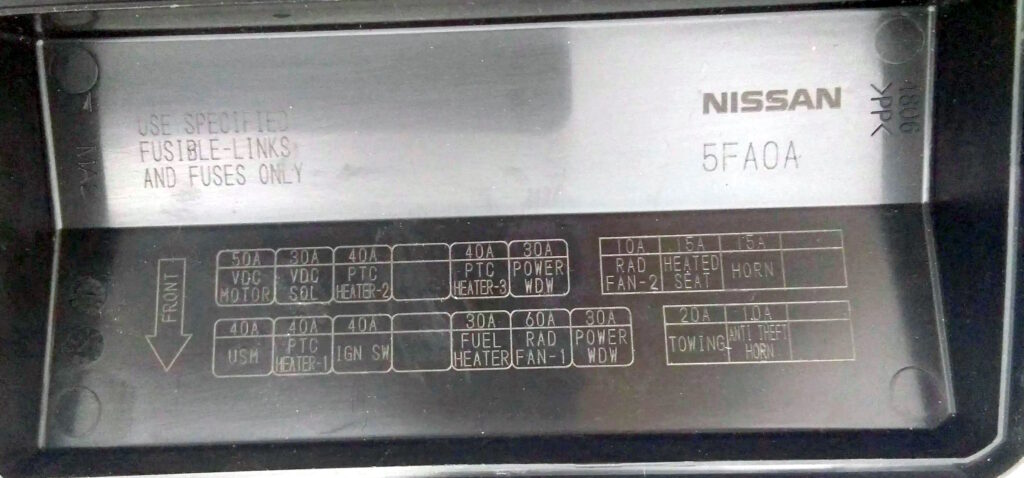 USE SPECIFIED
FUSIBLE-LINKS
AND FUSES ONLY
NISSAN
5FA0A
>PP<
1806
FRONT
50A 30A 40A 40A 30A
VDC MOTOR VDC SOL PTC HEATER-2 PTC HEATER-3 POWER WDW
10A 15A 15A
RAD FAN-2 HEATED SEAT HORN
40A 40A 40A 30A 60A 30A
USM PTC HEATER-1 IGN SW FUEL HEATER RAD FAN-1 POWER WDW
20A 10A
TOWING ANTI THEFT HORN